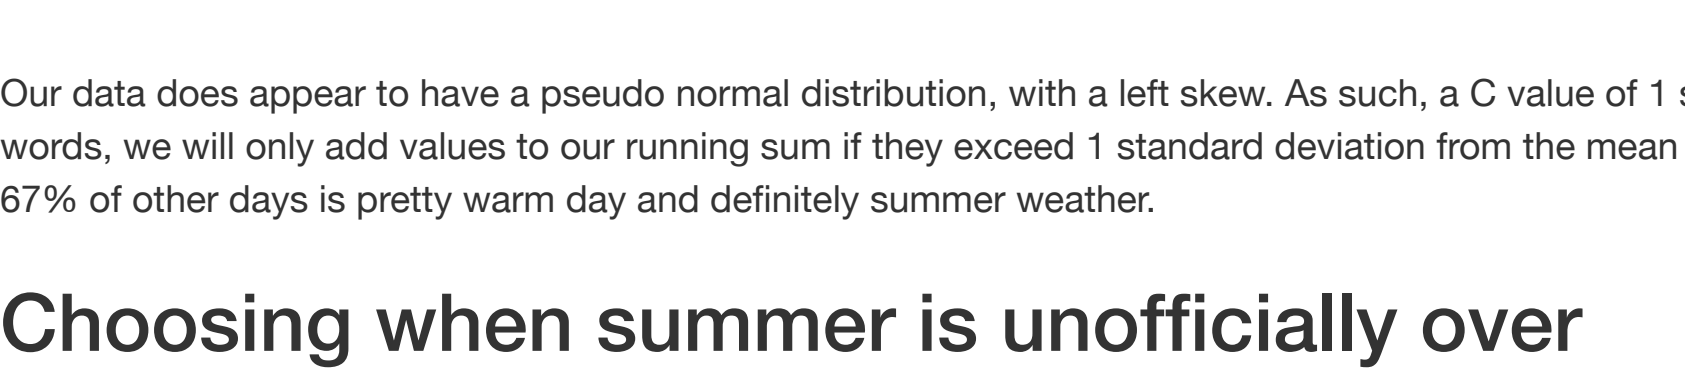 Our data does appear to have a pseudo normal distribution, with a left skew. As such, a C value of 1
words, we will only add values to our running sum if they exceed 1 standard deviation from the mean
67% of other days is pretty warm day and definitely summer weather.
Choosing when summer is unofficially over